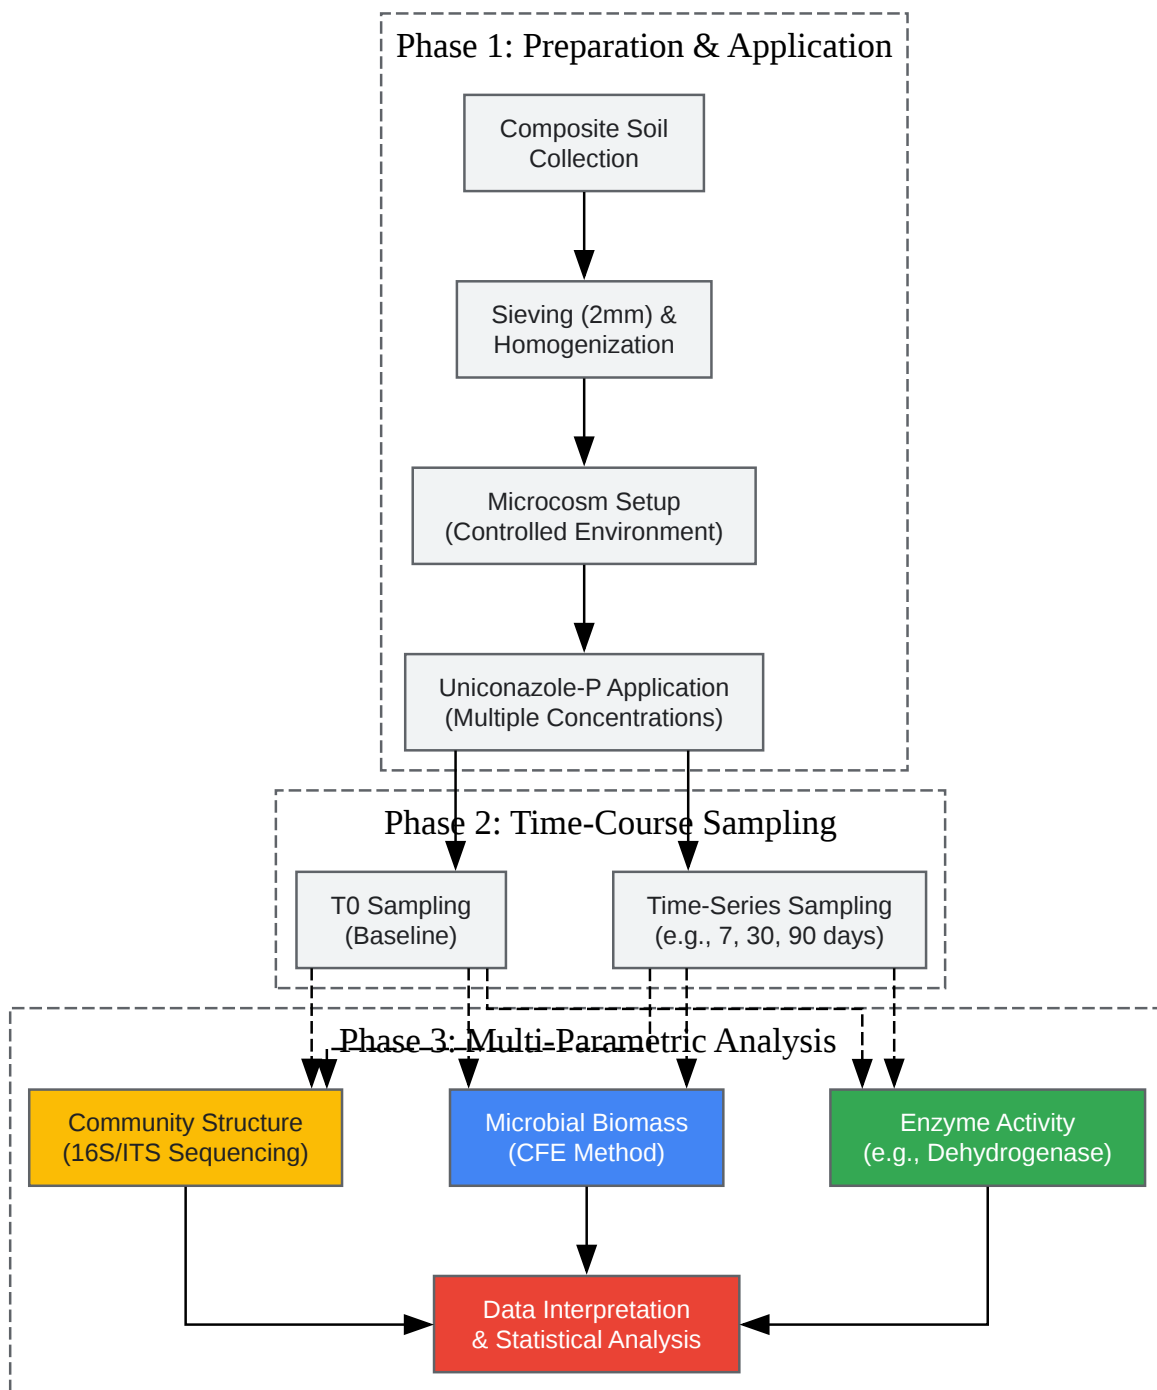 Phase 1: Preparation & Application
Composite Soil
Collection
Sieving (2mm) &
Homogenization
Microcosm Setup
(Controlled Environment)
Uniconazole-P Application
(Multiple Concentrations)
Phase 2: Time-Course Sampling
T0 Sampling
(Baseline)
Time-Series Sampling
(e.g., 7, 30, 90 days)
Phase 3: Multi-Parametric Analysis
Community Structure
(16S/ITS Sequencing)
Microbial Biomass
(CFE Method)
Enzyme Activity
(e.g., Dehydrogenase)
Data Interpretation
& Statistical Analysis